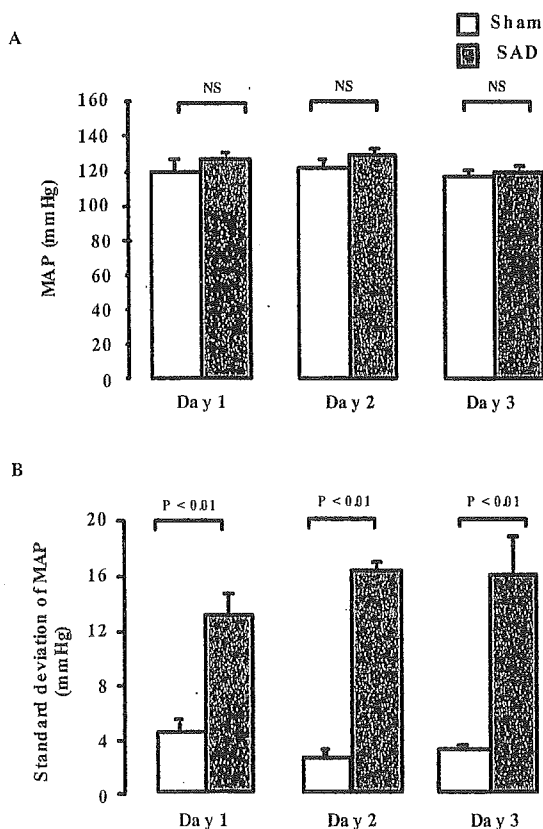 Sham
SAD
A
NS NS NS
160
140
120
100
80
60
40
20
0
MAP (mmHg)
Day 1 Day 2 Day 3
B
P < 0.01 P < 0.01 P < 0.01
20
16
12
8
4
0
Standard deviation of MAP
(mmHg)
Day 1 Day 2 Day 3